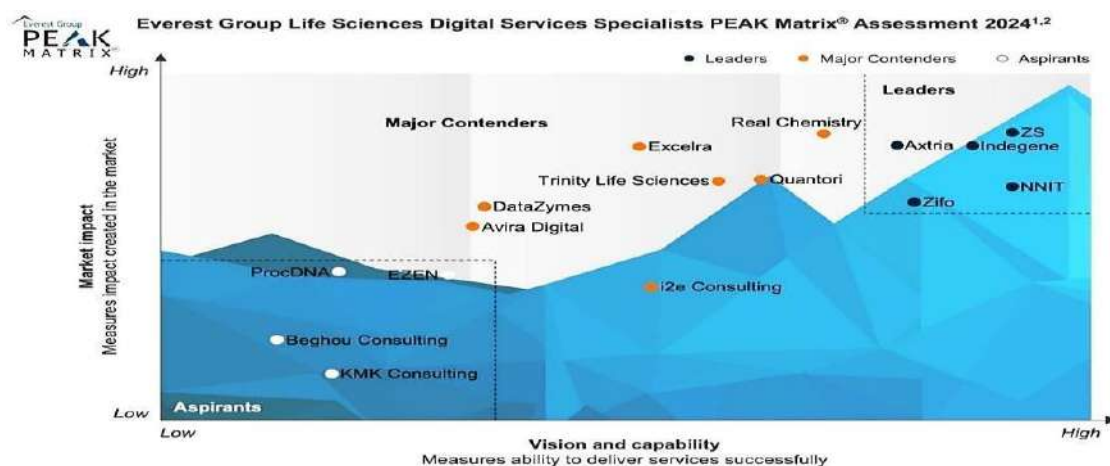 Everest Group
PEAK
MATRIX
Everest Group Life Sciences Digital Services Specialists PEAK Matrix® Assessment 2024¹,²
Leaders
Major Contenders
Aspirants
High
Leaders
Major Contenders
Real Chemistry
ZS
Excelra
Axtria
Indegene
Trinity Life Sciences
Quantori
NNIT
DataZymes
Zifo
Avira Digital
ProcDNA
EZEN
i2e Consulting
Beghou Consulting
KMK Consulting
Aspirants
Market impact
Measures impact created in the market
Low
Low
High
Vision and capability
Measures ability to deliver services successfully